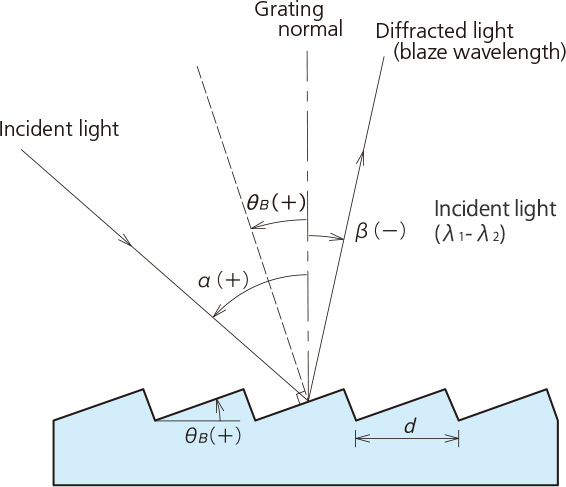 Grating
normal
Diffracted light
(blaze wavelength)
Incident light
θB(+)
Incident light
(λ1-λ2)
β(−)
α(+)
θB(+)
d